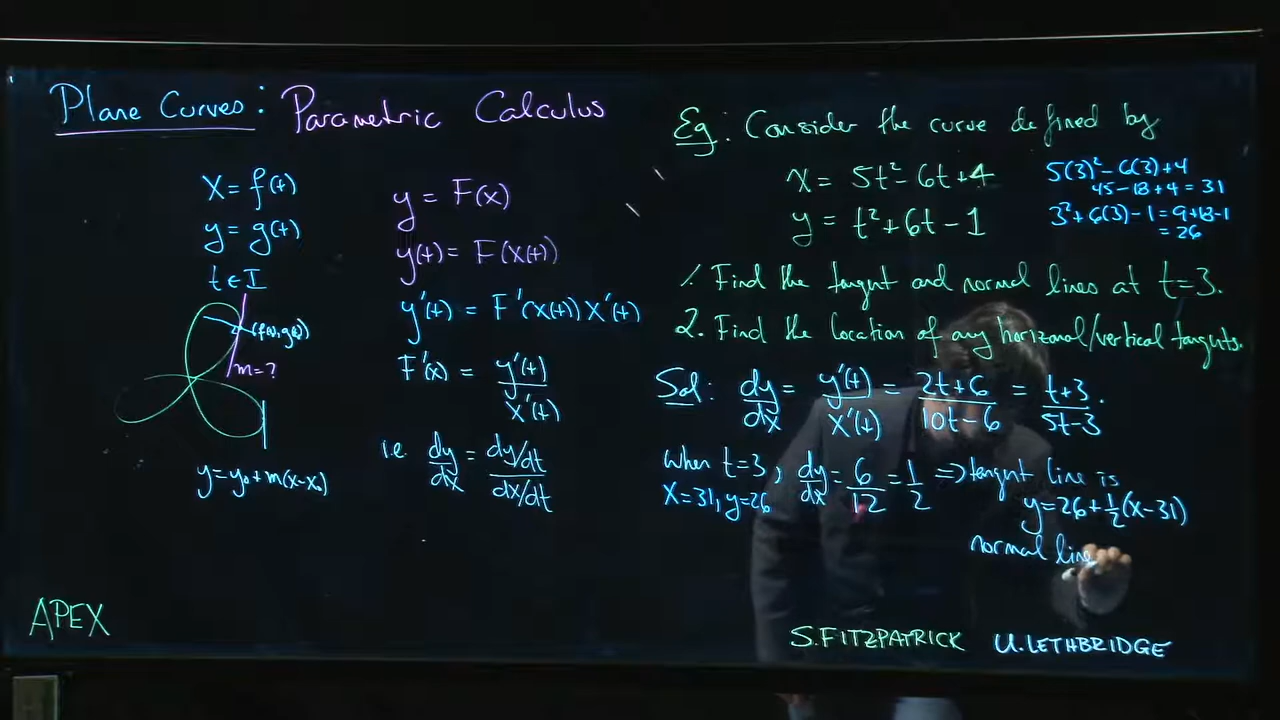 Plane Curves: Parametric Calculus
x = f(t)
y = g(t)
t ∈ I
(f(t), g(t))
m = ?
y = y₀ + m(x - x₀)
y = F(x)
y(t) = F(x(t))
y'(t) = F'(x(t)) x'(t)
F'(x) = y'(t) / x'(t)
i.e. dy/dx = (dy/dt) / (dx/dt)
APEX
Eg: Consider the curve defined by
x = 5t² - 6t + 4
y = t² + 6t - 1
5(3)² - 6(3) + 4
45 - 18 + 4 = 31
3² + 6(3) - 1 = 9 + 18 - 1
= 26
1. Find the tangent and normal lines at t = 3.
2. Find the location of any horizonal/vertical tangents.
Sol: dy/dx = y'(t)/x'(t) = (2t+6)/(10t-6) = (t+3)/(5t-3).
When t = 3, dy/dx = 6/12 = 1/2 ⇒ tangent line is
x = 31, y = 26
y = 26 + 1/2 (x - 31)
normal line
S.FITZPATRICK U.LETHBRIDGE